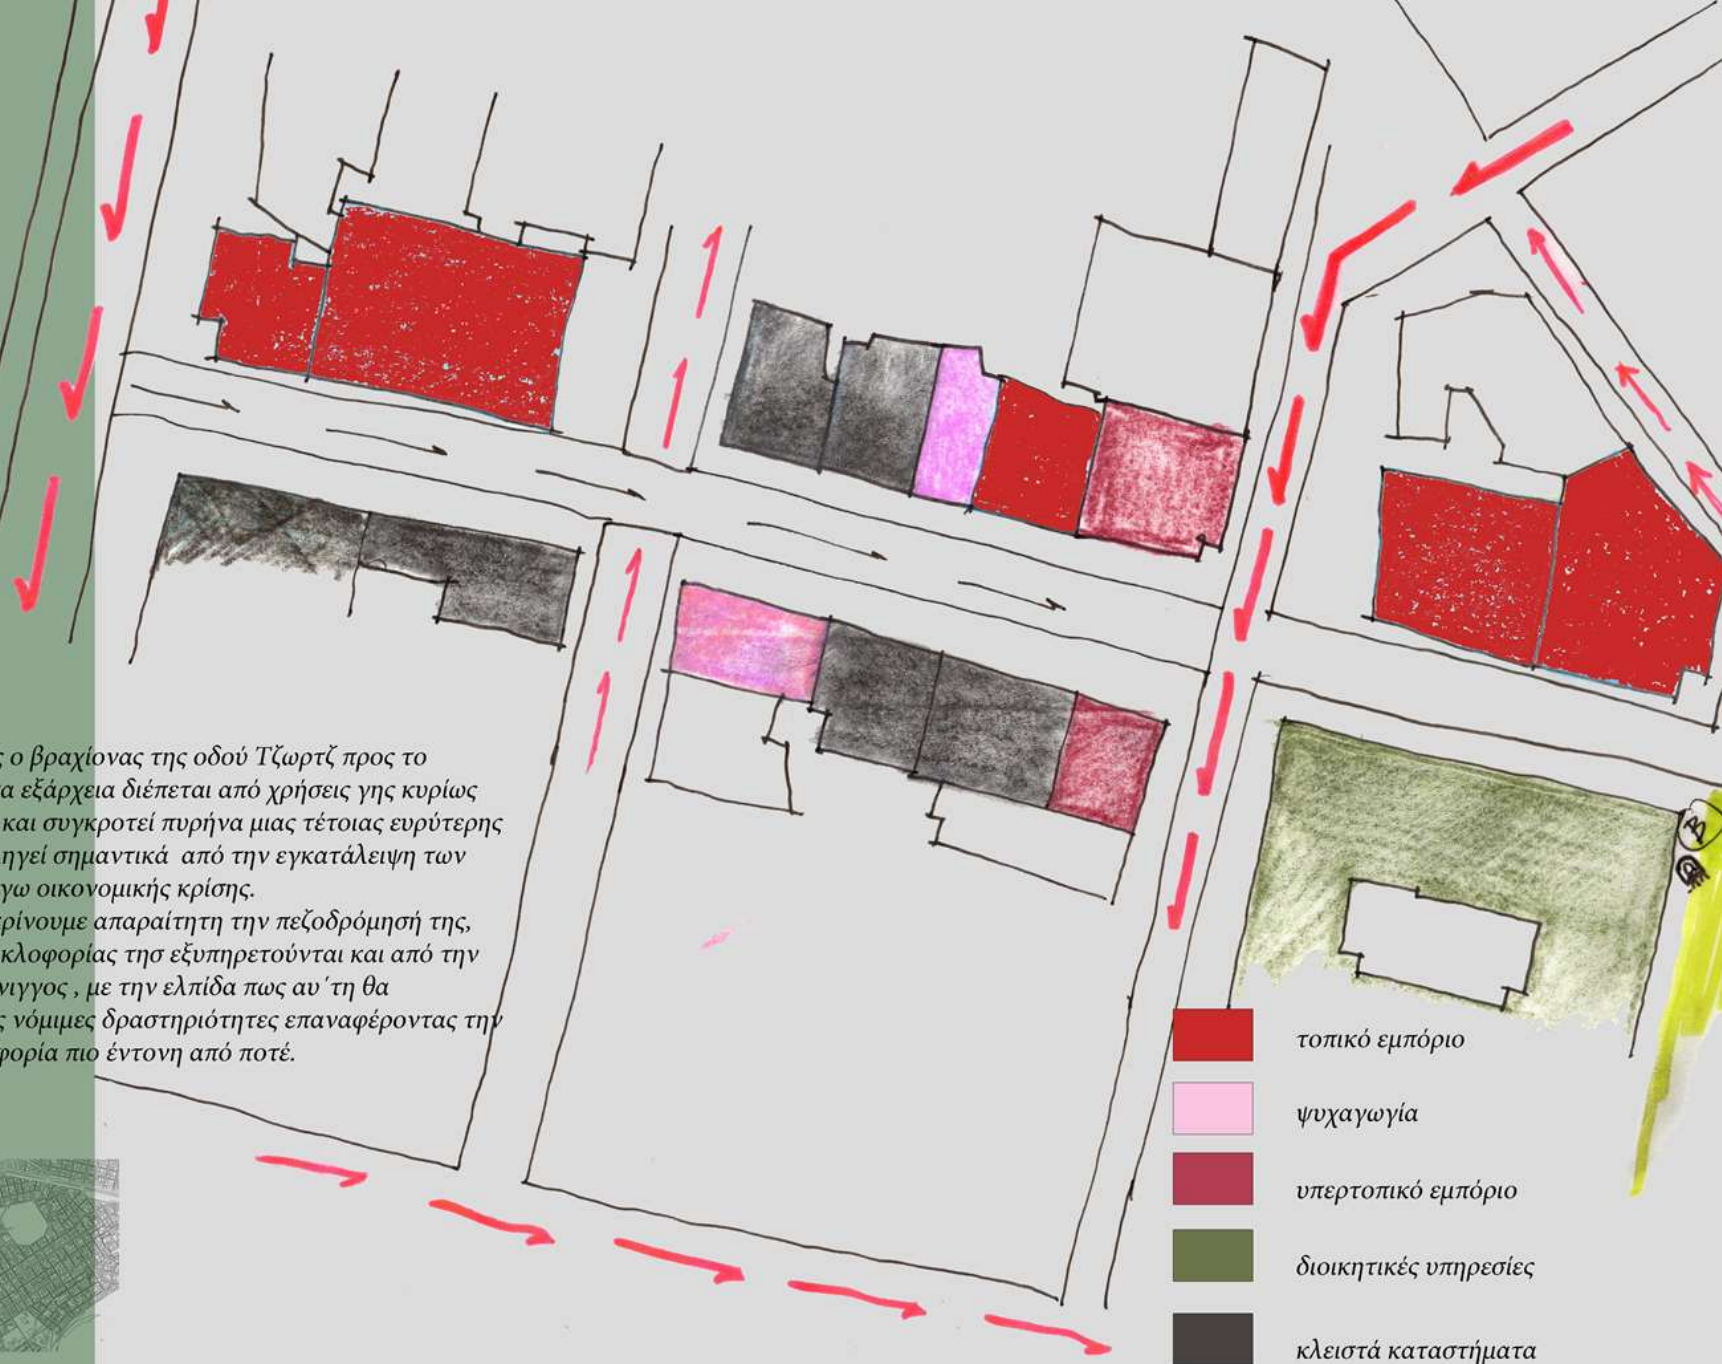 ς ο βραχίονας της οδού Τζωρτζ προς το
α εξάρχεια διέπεται από χρήσεις γης κυρίως
και συγκροτεί πυρήνα μιας τέτοιας ευρύτερης
ηγεί σημαντικά από την εγκατάλειψη των
γω οικονομικής κρίσης.
ρίνουμε απαραίτητη την πεζοδρόμησή της,
κλοφορίας τησ εξυπηρετούνται και από την
νιγγος , με την ελπίδα πως αυ΄τη θα
ς νόμιμες δραστηριότητες επαναφέροντας την
φορία πιο έντονη από ποτέ.
B
τοπικό εμπόριο
ψυχαγωγία
υπερτοπικό εμπόριο
διοικητικές υπηρεσίες
κλειστά καταστήματα